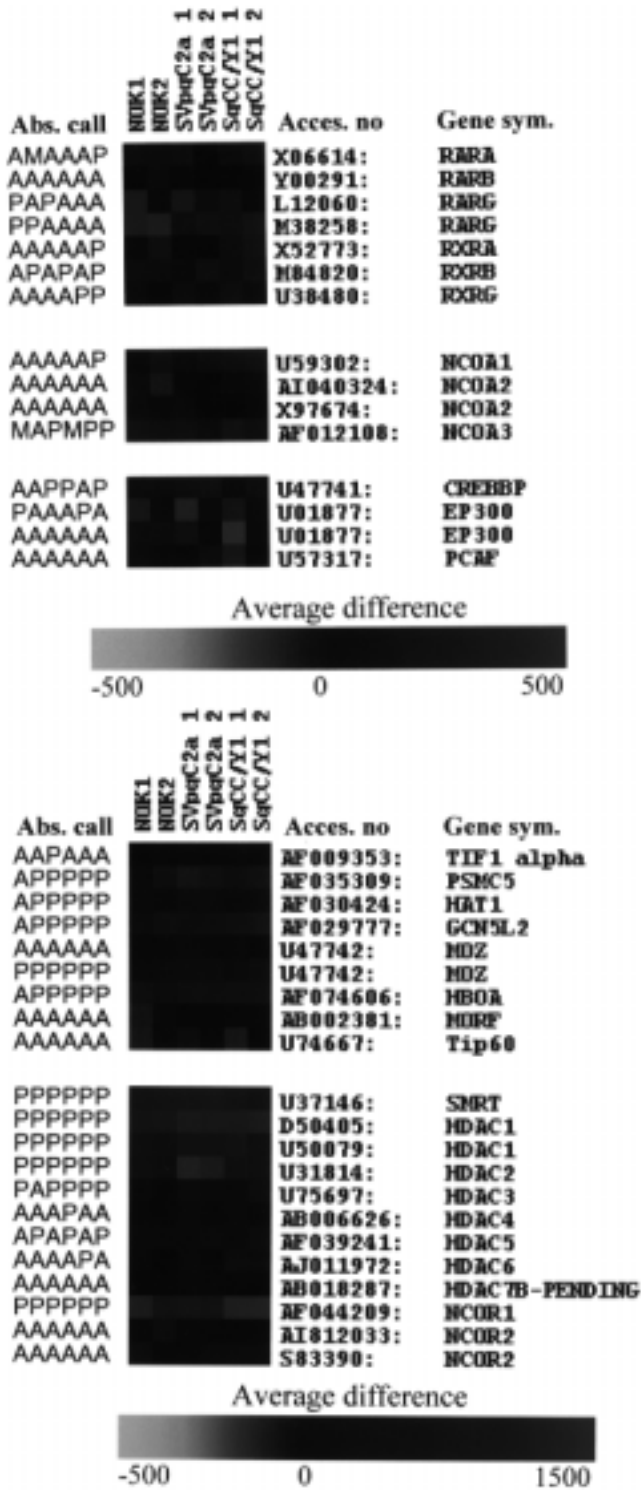 NOK1 NOK2 SVpqC2a 1 SVpqC2a 2 SqCC/Y1 1 SqCC/Y1 2
Abs. call Acces. no Gene sym.
AMAAAP X06614: RARA
AAAAAA Y00291: RARB
PAPAAA L12060: RARG
PPAAAA M38258: RARG
AAAAAP X52773: RXRA
APAPAP M84820: RXRB
AAAAPP U38480: RXRG
AAAAAP U59302: NCOA1
AAAAAA AI040324: NCOA2
AAAAAA X97674: NCOA2
MAPMPP AF012108: NCOA3
AAPPAP U47741: CREBBP
PAAAPA U01877: EP300
AAAAAA U01877: EP300
AAAAAA U57317: PCAF
Average difference
-500 0 500
NOK1 NOK2 SVpqC2a 1 SVpqC2a 2 SqCC/Y1 1 SqCC/Y1 2
Abs. call Acces. no Gene sym.
AAPAAA AF009353: TIF1 alpha
APPPPP AF035309: PSMC5
APPPPP AF030424: HAT1
APPPPP AF029777: GCN5L2
AAAAAA U47742: MOZ
PPPPPP U47742: MOZ
APPPPP AF074606: HBOA
AAAAAA AB002381: MORF
AAAAAA U74667: Tip60
PPPPPP U37146: SMRT
PPPPPP D50405: HDAC1
PPPPPP U50079: HDAC1
PPPPPP U31814: HDAC2
PAPPPP U75697: HDAC3
AAAPAA AB006626: HDAC4
APAPAP AF039241: HDAC5
AAAAPA AJ011972: HDAC6
AAAAAA AB018287: HDAC7B-PENDING
PPPPPP AF044209: NCOR1
AAAAAA AI812033: NCOR2
AAAAAA S83390: NCOR2
Average difference
-500 0 1500